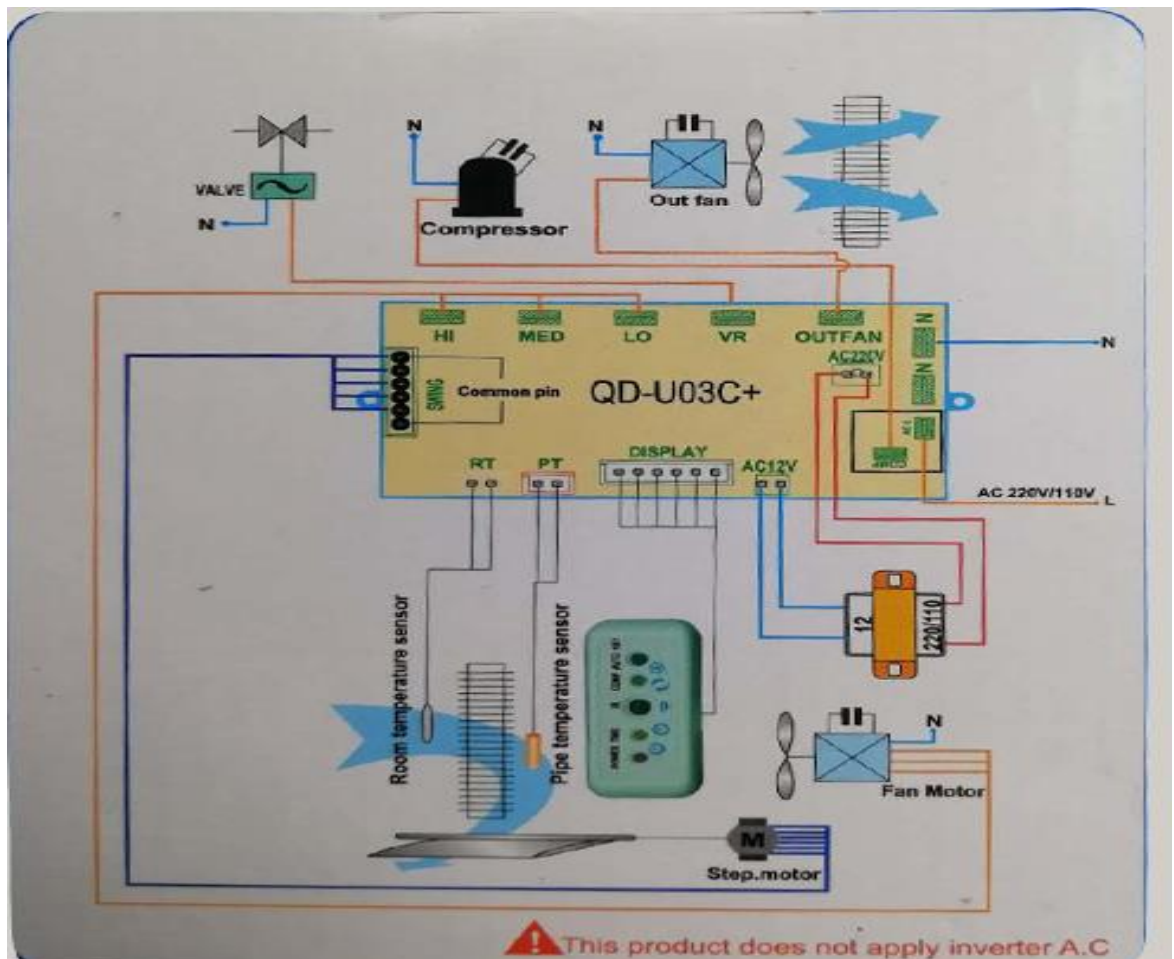 N
N
VALVE
N
Compressor
Out fan
HI
MED
LO
VR
OUTFAN
N
N
AC220V
N
SWING
Common pin
QD-U03C+
RT
PT
DISPLAY
AC12V
COMP
AC 220V/110V
L
Room temperature sensor
Pipe temperature sensor
12
220/110
N
Fan Motor
M
Step.motor
This product does not apply inverter A.C